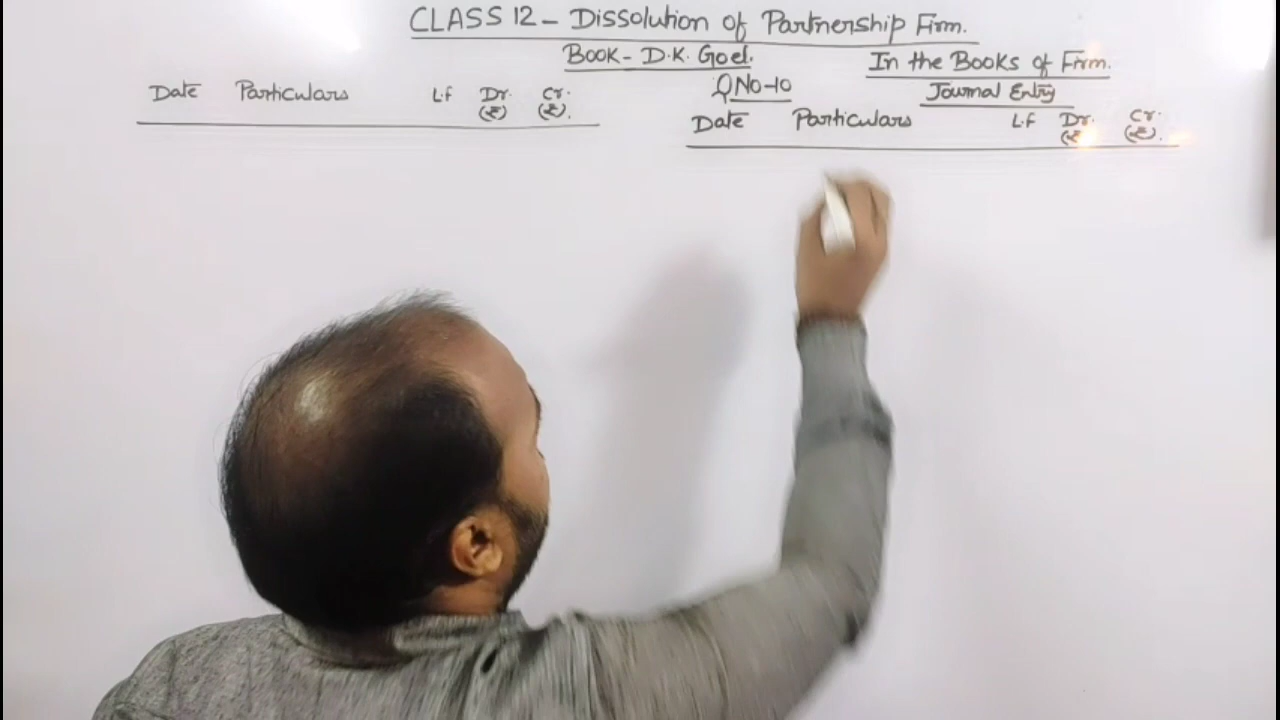 CLASS 12 - Dissolution of Partnership Firm.
Book - D.K. Goel.
In the Books of Firm.
QNo-10
Journal Entry
Date Particulars L.f Dr. (₹) Cr. (₹).
Date Particulars L.f Dr. (₹ Cr. (₹).